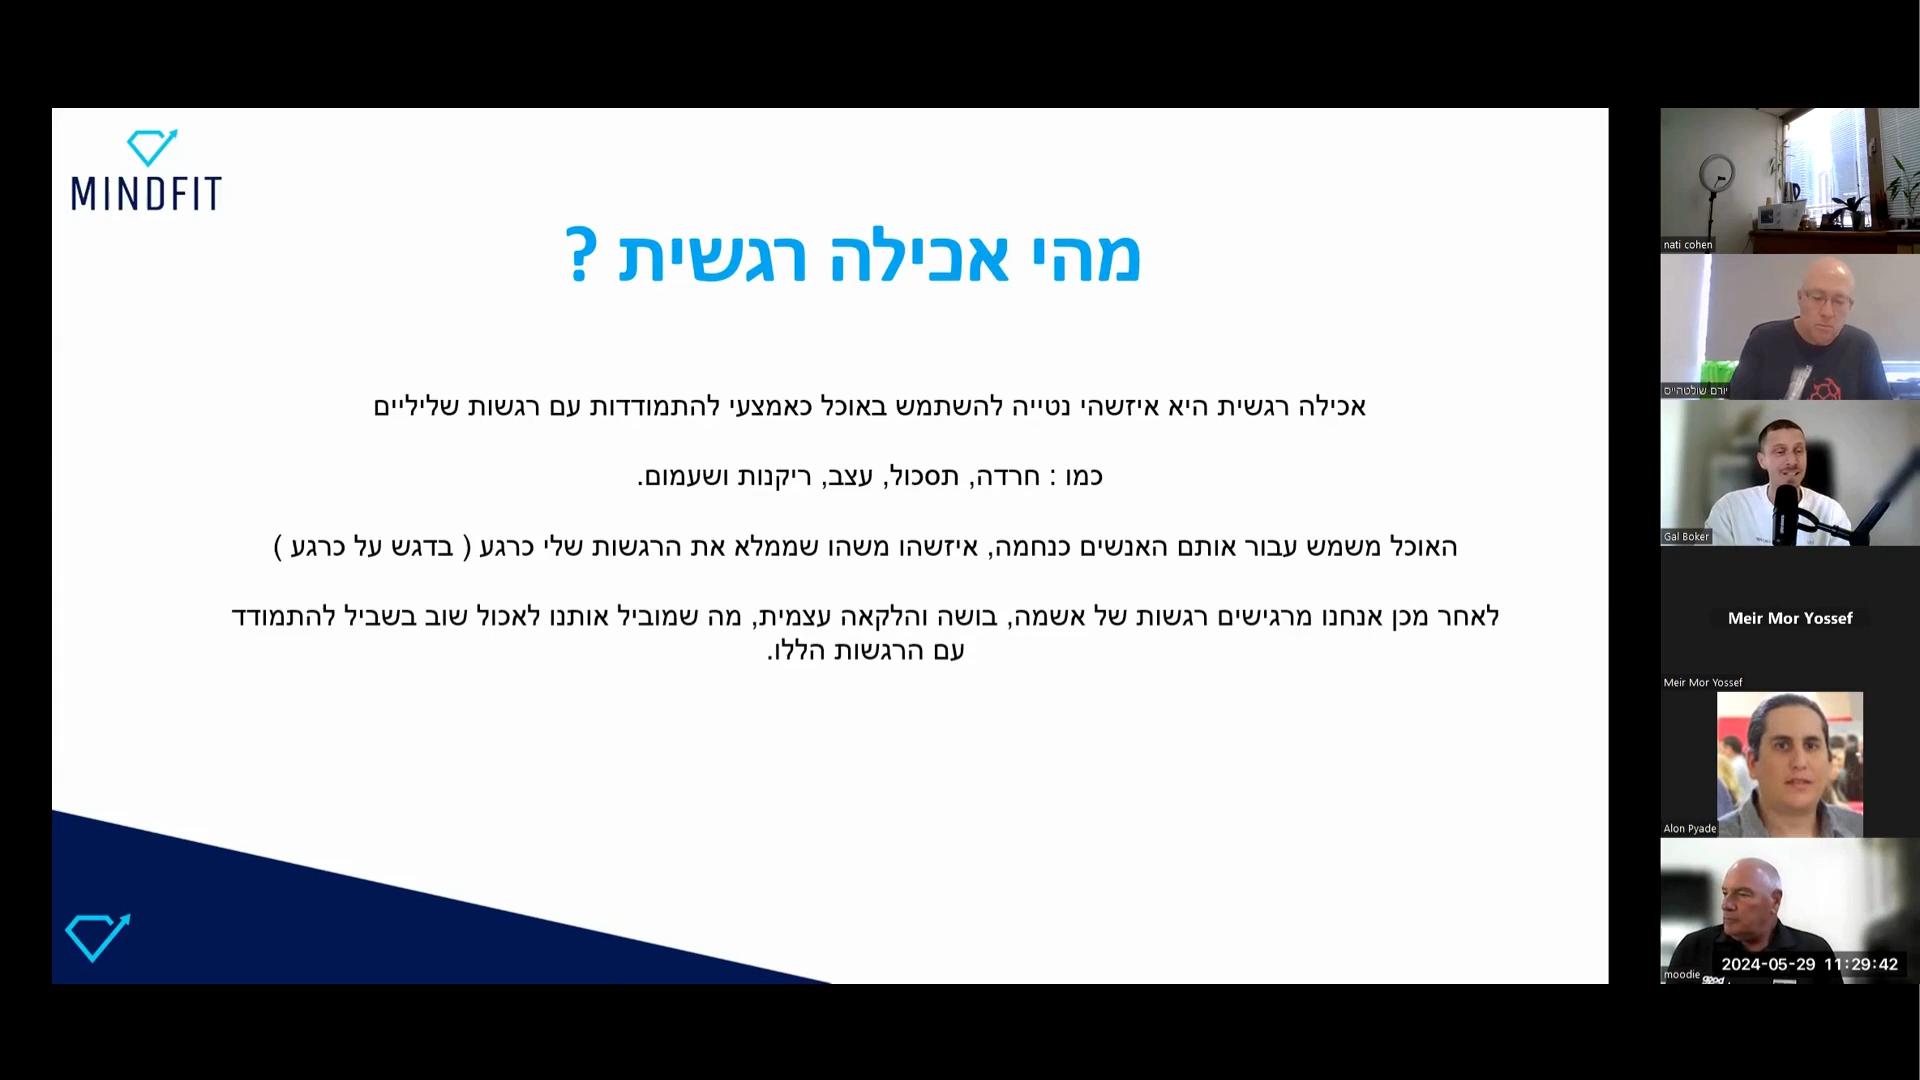 MINDFIT
מהי אכילה רגשית ?
אכילה רגשית היא איזשהי נטייה להשתמש באוכל כאמצעי להתמודדות עם רגשות שליליים
כמו : חרדה, תסכול, עצב, ריקנות ושעמום.
האוכל משמש עבור אותם האנשים כנחמה, איזשהו משהו שממלא את הרגשות שלי כרגע ( בדגש על כרגע )
לאחר מכן אנחנו מרגישים רגשות של אשמה, בושה והלקאה עצמית, מה שמוביל אותנו לאכול שוב בשביל להתמודד
עם הרגשות הללו.
nati cohen
יורם שולטהייס
Gal Boker
Meir Mor Yossef
Meir Mor Yossef
Alon Pyade
2024-05-29 11:29:42
moodie
good